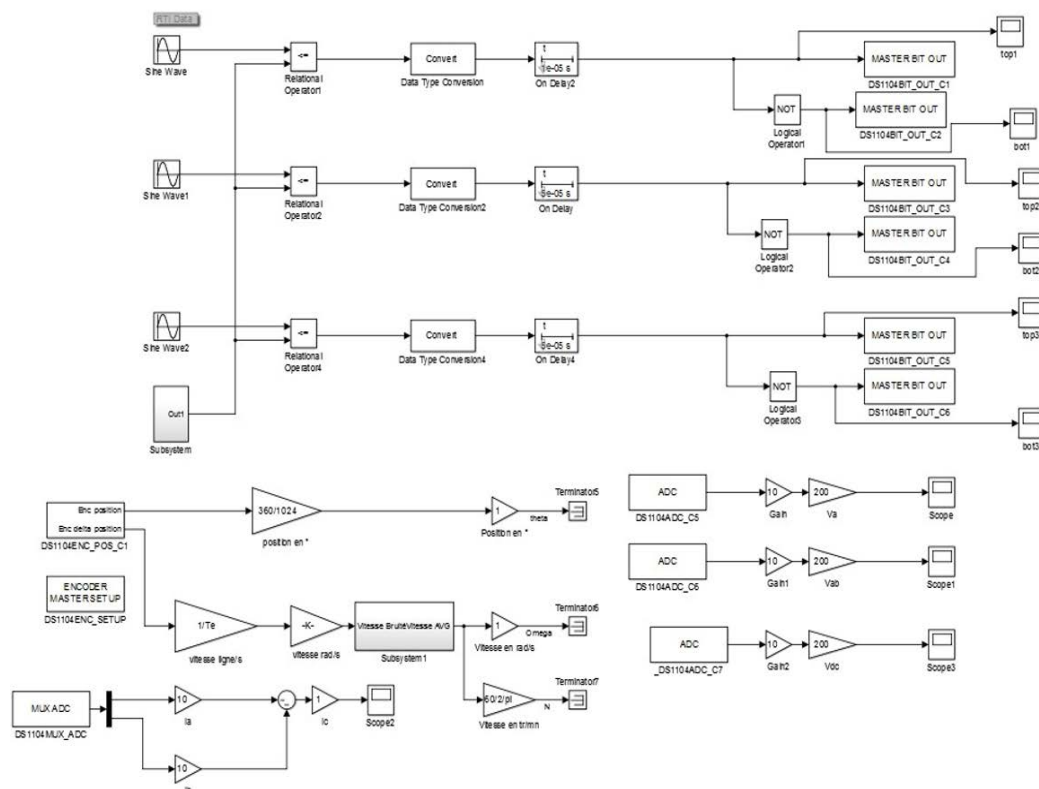 RTI Data
Sine Wave
<=
Relational
Operator1
Convert
Data Type Conversion
t
On Delay2
MASTER BIT OUT
DS1104BIT_OUT_C1
top1
NOT
Logical
Operator1
MASTER BIT OUT
DS1104BIT_OUT_C2
bot1
Sine Wave1
<=
Relational
Operator2
Convert
Data Type Conversion2
t
5e-05 s
On Delay
MASTER BIT OUT
DS1104BIT_OUT_C3
top2
NOT
Logical
Operator2
MASTER BIT OUT
DS1104BIT_OUT_C4
bot2
Sine Wave2
<=
Relational
Operator4
Convert
Data Type Conversion4
t
5e-05 s
On Delay4
MASTER BIT OUT
DS1104BIT_OUT_C5
top3
NOT
Logical
Operator3
MASTER BIT OUT
DS1104BIT_OUT_C6
bot3
Out1
Subsystem
Enc position
Enc delta position
DS1104ENC_POS_C1
360/1024
position en °
1
Position en °
theta
Terminator5
ENCODER
MASTER SETUP
DS1104ENC_SETUP
1/Te
vitesse ligne/s
-K-
vitesse rad/s
Vitesse Bruité
Vitesse AVG
Subsystem1
1
Vitesse en rad/s
Omega
Terminator6
60/2/pi
Vitesse en tr/mn
N
Terminator7
MUX ADC
DS1104MUX_ADC
10
Ia
10
1
Ic
Scope2
ADC
DS1104ADC_C5
10
Gain
200
Va
Scope
ADC
DS1104ADC_C6
10
Gain1
200
Vab
Scope1
ADC
_DS1104ADC_C7
10
Gain2
200
Vdc
Scope3